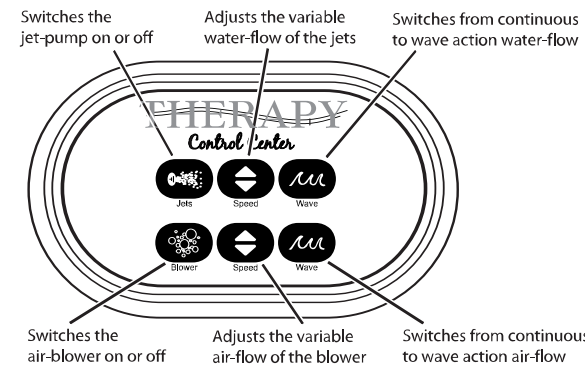 Switches the
jet-pump on or off
Adjusts the variable
water-flow of the jets
Switches from continuous
to wave action water-flow
THERAPY
Control Center
Jets
Speed
Wave
Blower
Speed
Wave
Switches the
air-blower on or off
Adjusts the variable
air-flow of the blower
Switches from continuous
to wave action air-flow